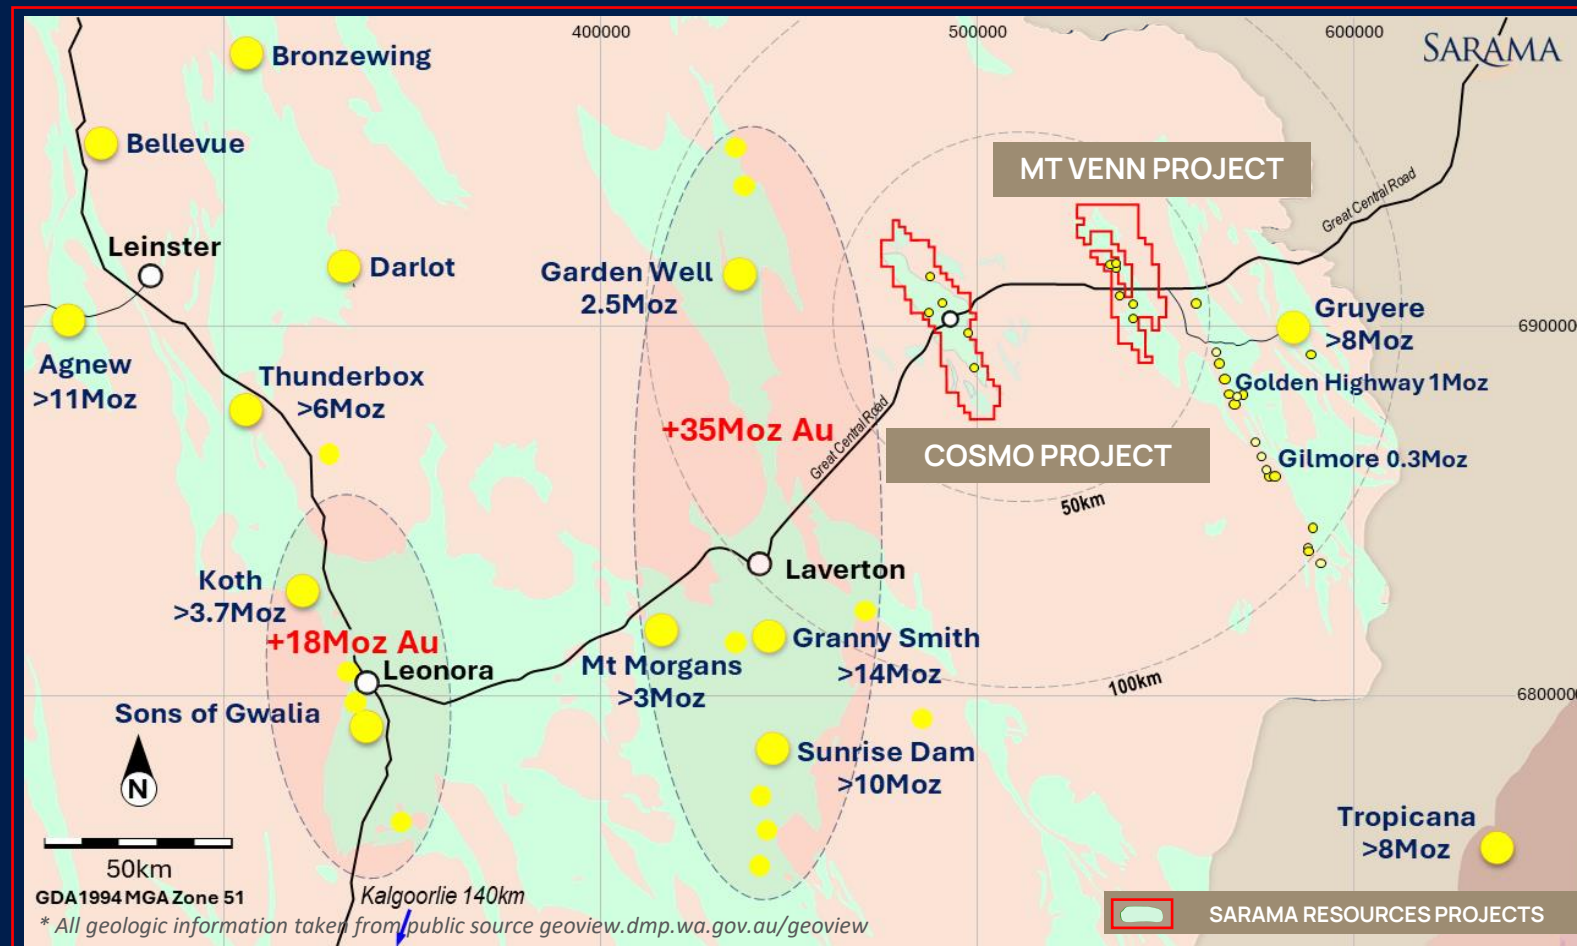 400000
500000
600000
SARAMA
Bronzewing
Bellevue
MT VENN PROJECT
Great Central Road
Leinster
Darlot
Garden Well
2.5Moz
Gruyere
>8Moz
690000
Agnew
>11Moz
Thunderbox
>6Moz
Golden Highway 1Moz
+35Moz Au
Great Central Road
COSMO PROJECT
Gilmore 0.3Moz
50km
Koth
>3.7Moz
Laverton
+18Moz Au
Leonora
Mt Morgans
>3Moz
Granny Smith
>14Moz
100km
6800000
Sons of Gwalia
Sunrise Dam
>10Moz
N
Tropicana
>8Moz
50km
GDA1994 MGA Zone 51
Kalgoorlie 140km
* All geologic information taken from public source geoview.dmp.wa.gov.au/geoview
SARAMA RESOURCES PROJECTS